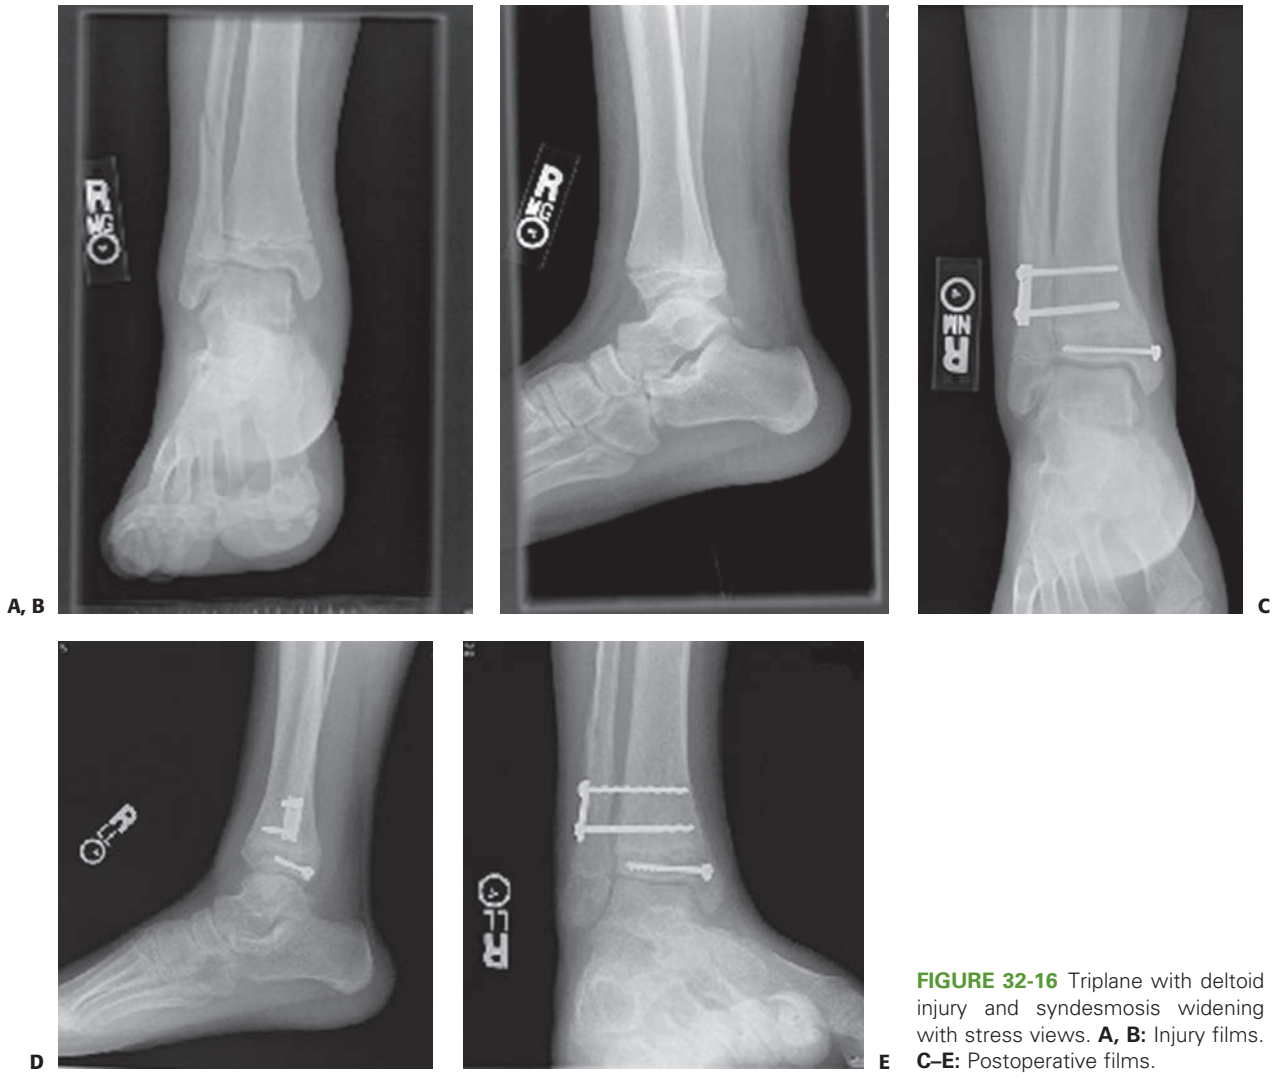 A, B
C
D
E
FIGURE 32-16 Triplane with deltoid
injury and syndesmosis widening
with stress views. A, B: Injury films.
C–E: Postoperative films.
R
R
R
R
R